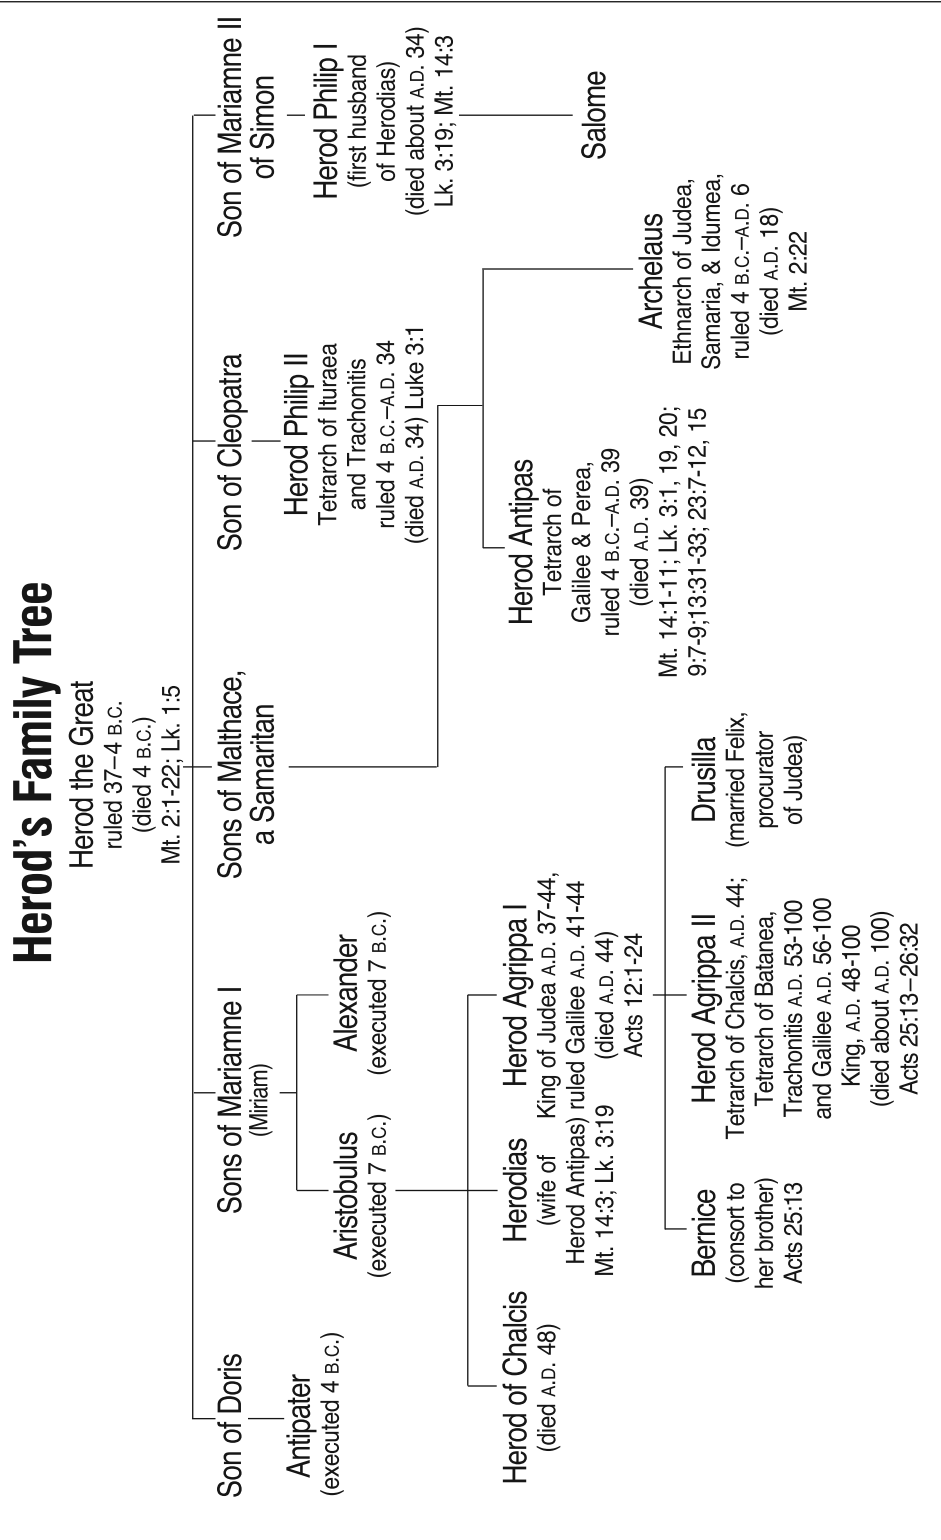 Herod's Family Tree
Herod the Great
ruled 37–4 B.C.
(died 4 B.C.)
Mt. 2:1-22; Lk. 1:5
Son of Doris
Antipater
(executed 4 B.C.)
Sons of Mariamne I
(Miriam)
Aristobulus
(executed 7 B.C.)
Alexander
(executed 7 B.C.)
Herod of Chalcis
(died A.D. 48)
Herodias
(wife of
Herod Antipas)
Mt. 14:3; Lk. 3:19
Herod Agrippa I
King of Judea A.D. 37-44,
ruled Galilee A.D. 41-44
(died A.D. 44)
Acts 12:1-24
Bernice
(consort to
her brother)
Acts 25:13
Herod Agrippa II
Tetrarch of Chalcis, A.D. 44;
Tetrarch of Batanea,
Trachonitis A.D. 53-100
and Galilee A.D. 56-100
King, A.D. 48-100
(died about A.D. 100)
Acts 25:13–26:32
Drusilla
(married Felix,
procurator
of Judea)
Sons of Malthace,
a Samaritan
Herod Antipas
Tetrarch of
Galilee & Perea,
ruled 4 B.C.–A.D. 39
(died A.D. 39)
Mt. 14:1-11; Lk. 3:1, 19, 20;
9:7-9;13:31-33; 23:7-12, 15
Archelaus
Ethnarch of Judea,
Samaria, & Idumea,
ruled 4 B.C.–A.D. 6
(died A.D. 18)
Mt. 2:22
Son of Cleopatra
Herod Philip II
Tetrarch of Ituraea
and Trachonitis
ruled 4 B.C.–A.D. 34
(died A.D. 34) Luke 3:1
Son of Mariamne II
of Simon
Herod Philip I
(first husband
of Herodias)
(died about A.D. 34)
Lk. 3:19; Mt. 14:3
Salome